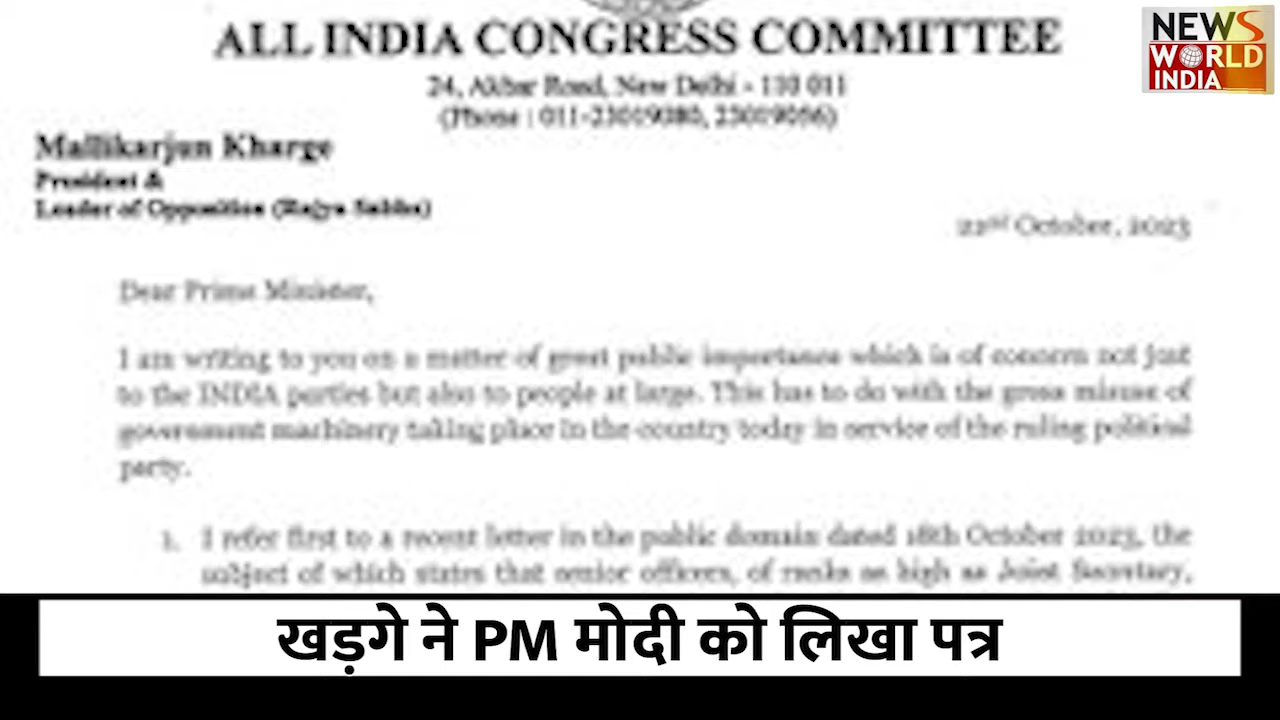 ALL INDIA CONGRESS COMMITTEE
24, Akbar Road, New Delhi - 110 011
(Phone : 011-23019080, 23019056)
Mallikarjun Kharge
President &
Leader of Opposition (Rajya Sabha)
22nd October, 2023
Dear Prime Minister,
I am writing to you on a matter of great public importance which is of concern not just
to the INDIA parties but also to people at large. This has to do with the gross misuse of
government machinery taking place in the country today in service of the ruling political
party.
1. I refer first to a recent letter in the public domain dated 18th October 2023, the
subject of which states that senior officers, of ranks as high as Joint Secretary,
NEWS
WORLD
INDIA
खड़गे ने PM मोदी को लिखा पत्र